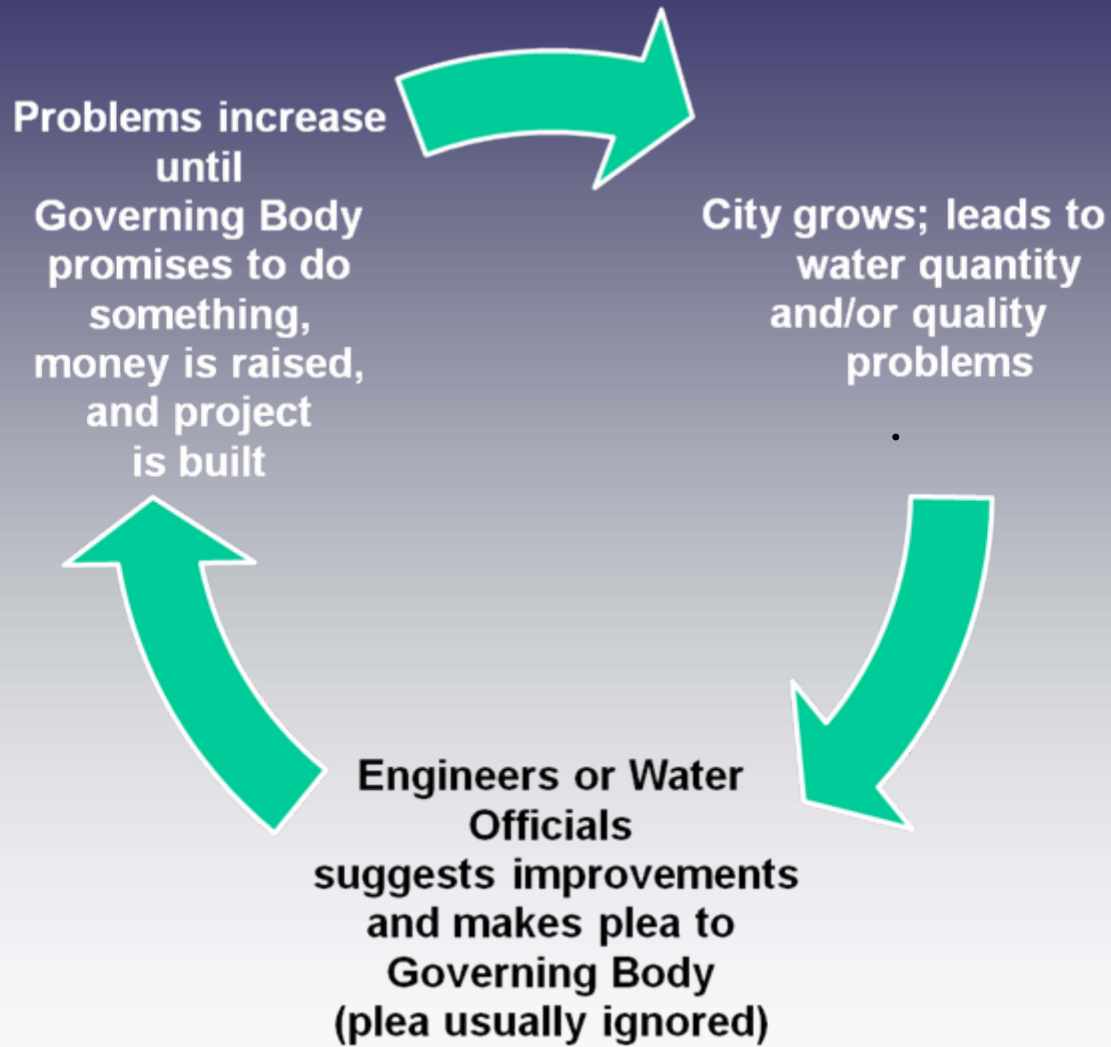 Problems increase
until
Governing Body
promises to do
something,
money is raised,
and project
is built
City grows; leads to
water quantity
and/or quality
problems
Engineers or Water
Officials
suggests improvements
and makes plea to
Governing Body
(plea usually ignored)